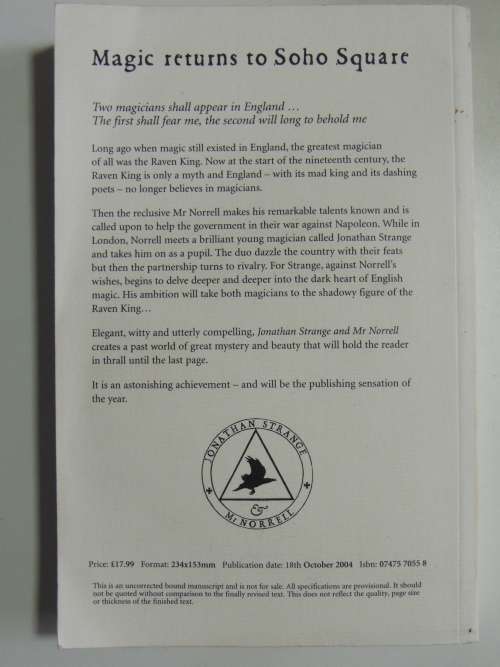 Magic returns to Soho Square
Two magicians shall appear in England …
The first shall fear me, the second will long to behold me
Long ago when magic still existed in England, the greatest magician
of all was the Raven King. Now at the start of the nineteenth century, the
Raven King is only a myth and England – with its mad king and its dashing
poets – no longer believes in magicians.
Then the reclusive Mr Norrell makes his remarkable talents known and is
called upon to help the government in their war against Napoleon. While in
London, Norrell meets a brilliant young magician called Jonathan Strange
and takes him on as a pupil. The duo dazzle the country with their feats
but then the partnership turns to rivalry. For Strange, against Norrell's
wishes, begins to delve deeper and deeper into the dark heart of English
magic. His ambition will take both magicians to the shadowy figure of the
Raven King…
Elegant, witty and utterly compelling, Jonathan Strange and Mr Norrell
creates a past world of great mystery and beauty that will hold the reader
in thrall until the last page.
It is an astonishing achievement – and will be the publishing sensation of
the year.
JONATHAN STRANGE
&
Mr NORRELL
Price: £17.99 Format: 234x153mm Publication date: 18th October 2004 Isbn: 07475 7055 8
This is an uncorrected bound manuscript and is not for sale. All specifications are provisional. It should
not be quoted without comparison to the finally revised text. This does not reflect the quality, page size
or thickness of the finished text.